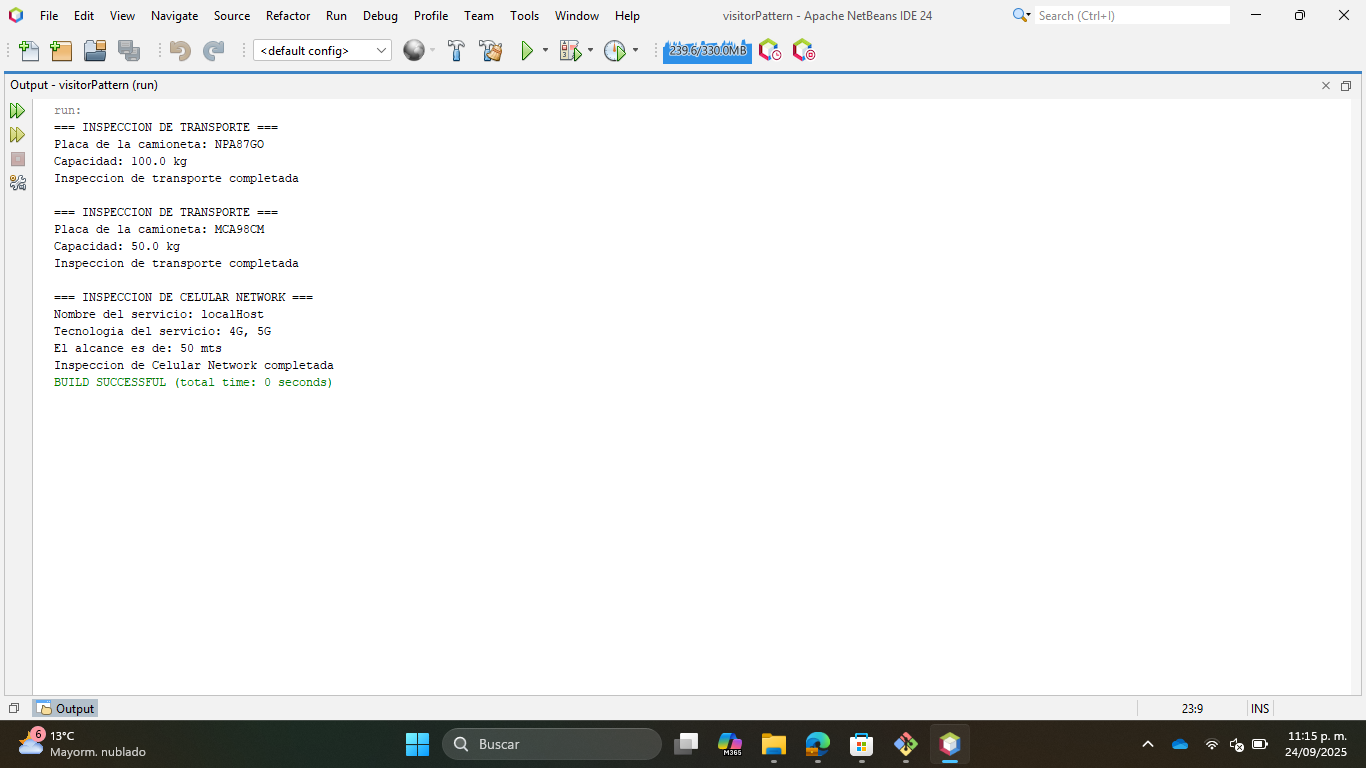 File Edit View Navigate Source Refactor Run Debug Profile Team Tools Window Help
visitorPattern - Apache NetBeans IDE 24
Search (Ctrl+I)
<default config>
239.6/330.0MB
Output - visitorPattern (run)
run:
=== INSPECCION DE TRANSPORTE ===
Placa de la camioneta: NPA87GO
Capacidad: 100.0 kg
Inspeccion de transporte completada
=== INSPECCION DE TRANSPORTE ===
Placa de la camioneta: MCA98CM
Capacidad: 50.0 kg
Inspeccion de transporte completada
=== INSPECCION DE CELULAR NETWORK ===
Nombre del servicio: localHost
Tecnologia del servicio: 4G, 5G
El alcance es de: 50 mts
Inspeccion de Celular Network completada
BUILD SUCCESSFUL (total time: 0 seconds)
Output
23:9
INS
6
13°C
Mayorm. nublado
Buscar
M365
11:15 p. m.
24/09/2025